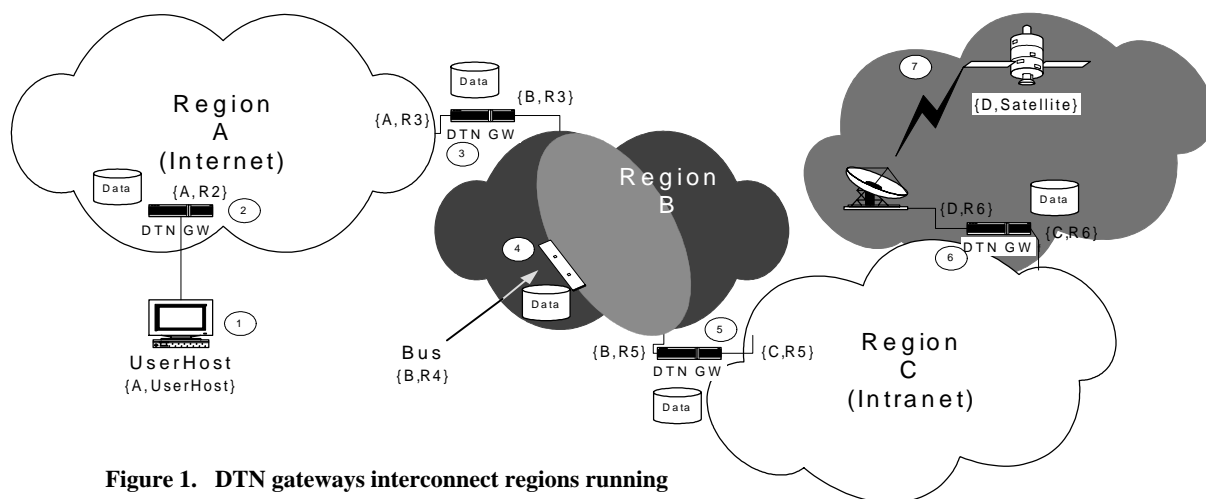 Region
A
(Internet)
Data
{A,R2}
DTN GW
2
1
UserHost
{A,UserHost}
Data
{A,R3}
{B,R3}
DTN GW
3
Region
B
4
Data
Bus
{B,R4}
5
{B,R5}
{C,R5}
DTN GW
Data
Region
C
(Intranet)
7
{D,Satellite}
{D,R6}
Data
{C,R6}
DTN GW
6
Figure 1. DTN gateways interconnect regions running